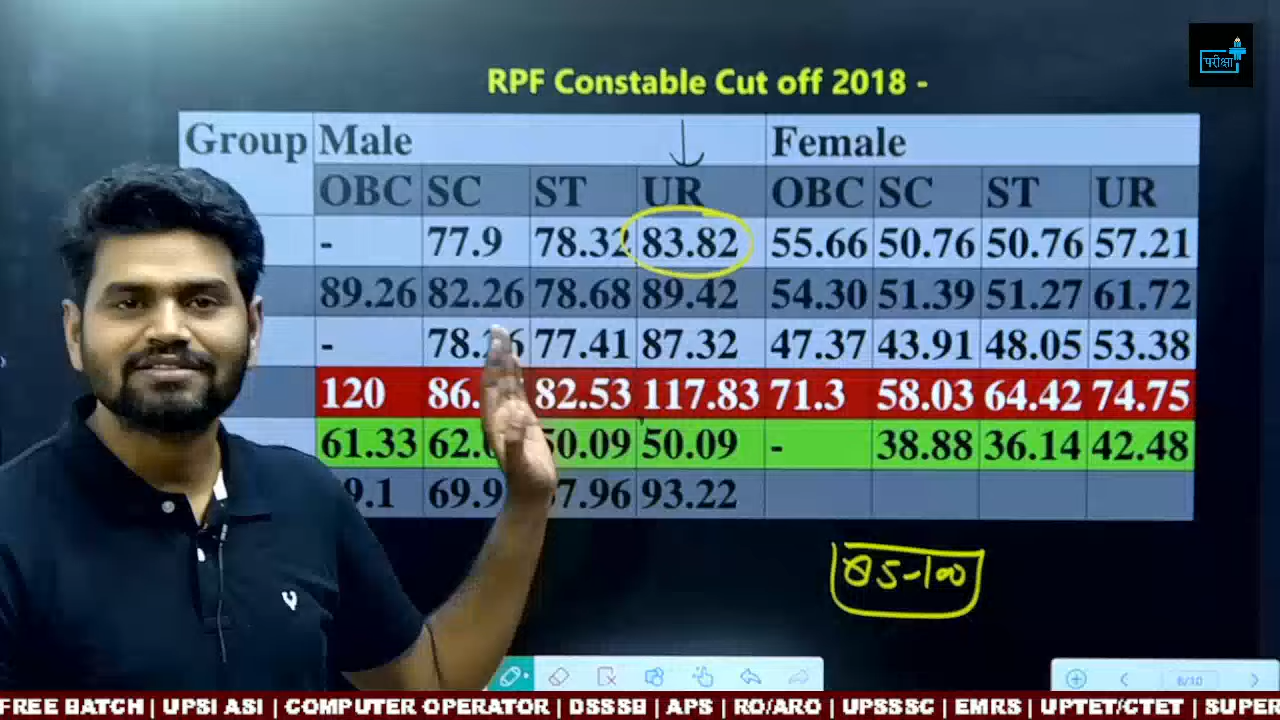 परीक्षा
RPF Constable Cut off 2018 -
Group Male Female
OBC SC ST UR OBC SC ST UR
- 77.9 78.32 83.82 55.66 50.76 50.76 57.21
89.26 82.26 78.68 89.42 54.30 51.39 51.27 61.72
- 77.41 87.32 47.37 43.91 48.05 53.38
120 82.53 117.83 71.3 58.03 64.42 74.75
61.33 50.09 50.09 - 38.88 36.14 42.48
93.22
85-100
6/10
FREE BATCH | UPSI ASI | COMPUTER OPERATOR | DSSSB | APS | RO/ARO | UPSSSC | EMRS | UPTET/CTET | SUPER